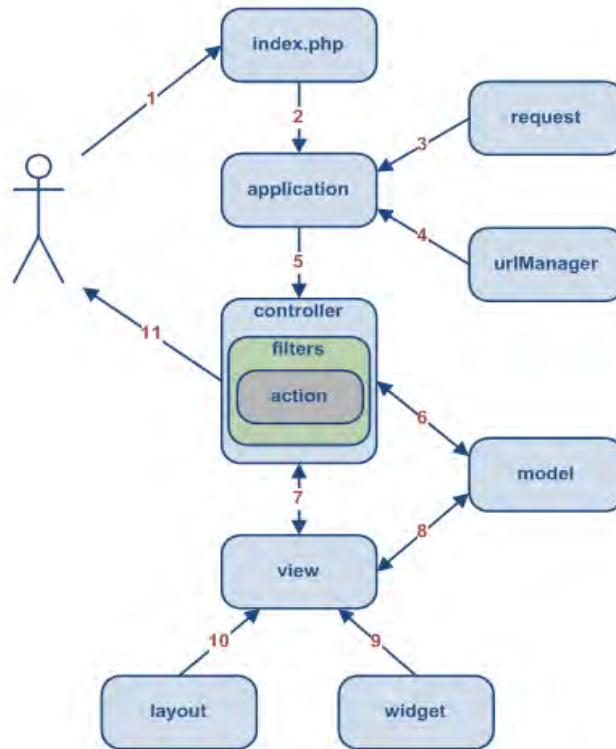 index.php
1
2
request
3
application
4
urlManager
5
controller
filters
11
action
6
model
7
8
view
10
9
layout
widget